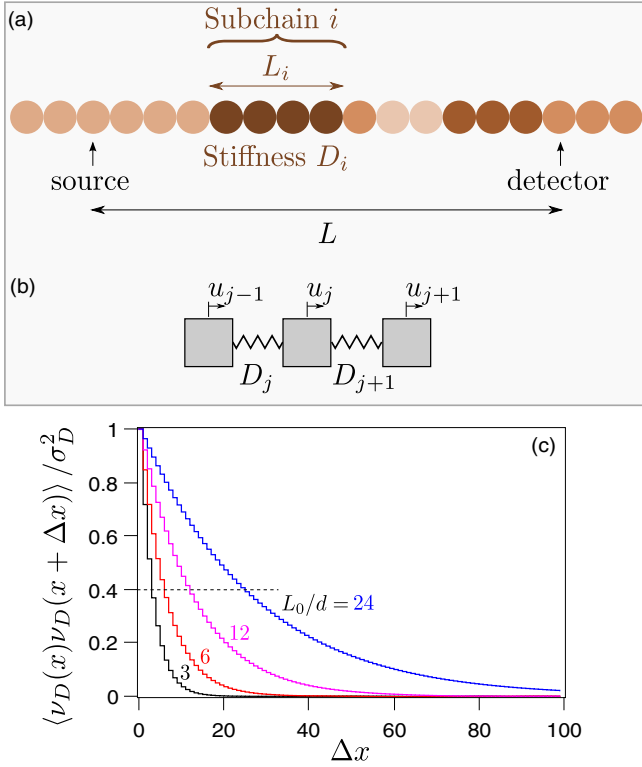 (a)
Subchain i
L_i
Stiffness D_i
source
detector
L
(b)
u_{j−1} u_j u_{j+1}
D_j D_{j+1}
(c)
⟨ν_D(x)ν_D(x + Δx)⟩ /σ_D^2
1
0.8
0.6
0.4
0.2
0
L_0/d = 24
12
6
3
0 20 40 60 80 100
Δx